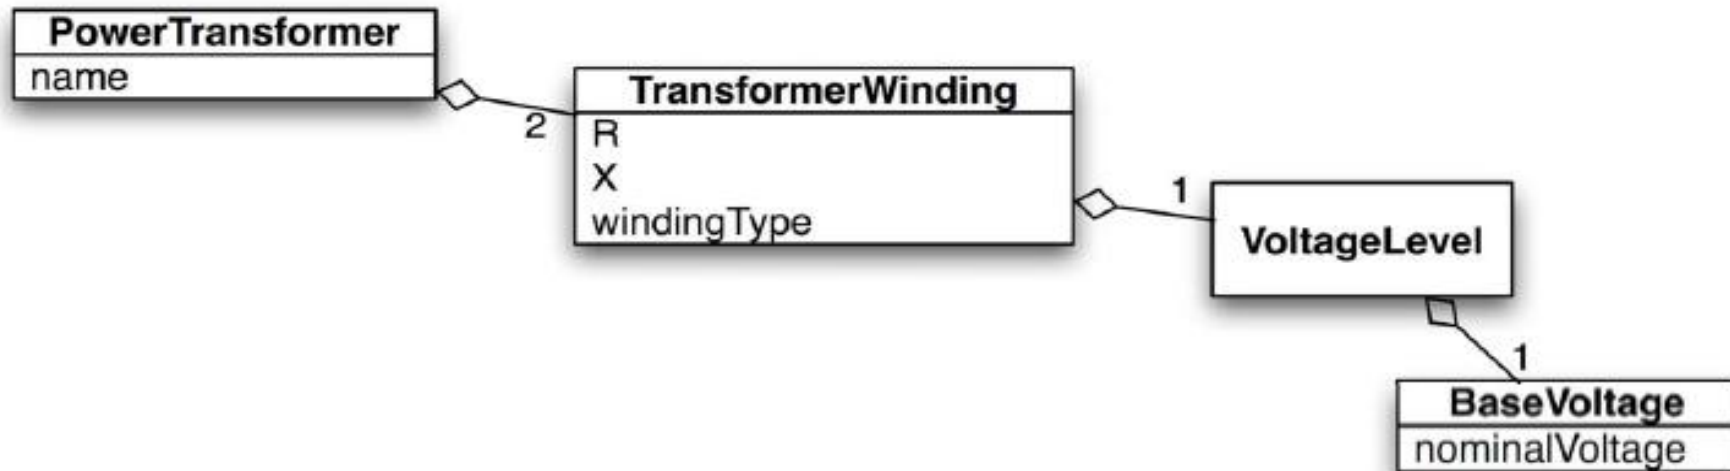 PowerTransformer
name
2
TransformerWinding
R
X
windingType
1
VoltageLevel
1
BaseVoltage
nominalVoltage